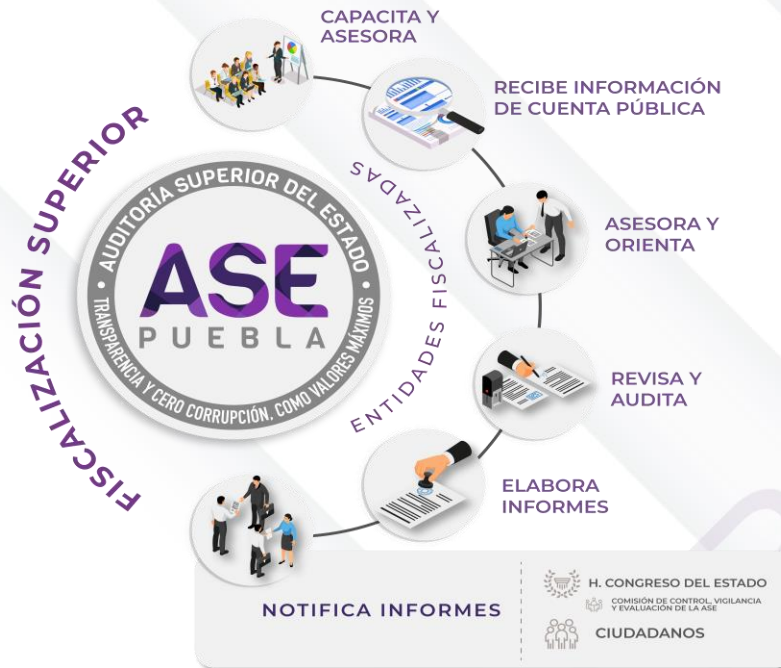 CAPACITA Y
ASESORA
RECIBE INFORMACIÓN
DE CUENTA PÚBLICA
FISCALIZACIÓN SUPERIOR
AUDITORÍA SUPERIOR DEL ESTADO
ASE
PUEBLA
TRANSPARENCIA Y CERO CORRUPCIÓN, COMO VALORES MÁXIMOS
ENTIDADES FISCALIZADAS
ASESORA Y
ORIENTA
REVISA Y
AUDITA
ELABORA
INFORMES
NOTIFICA INFORMES
H. CONGRESO DEL ESTADO
COMISIÓN DE CONTROL, VIGILANCIA
Y EVALUACIÓN DE LA ASE
CIUDADANOS